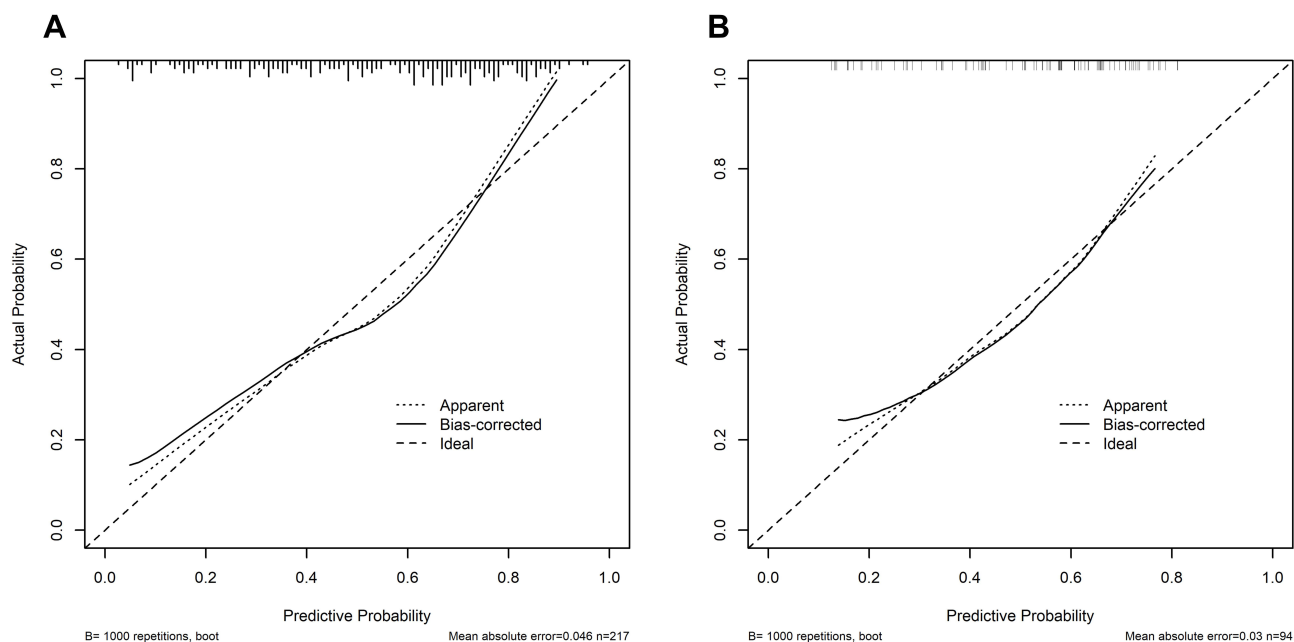 A
1.0
0.8
0.6
0.4
0.2
0.0
Actual Probability
Apparent
Bias-corrected
Ideal
0.0 0.2 0.4 0.6 0.8 1.0
Predictive Probability
B= 1000 repetitions, boot
Mean absolute error=0.046 n=217
B
1.0
0.8
0.6
0.4
0.2
0.0
Actual Probability
Apparent
Bias-corrected
Ideal
0.0 0.2 0.4 0.6 0.8 1.0
Predictive Probability
B= 1000 repetitions, boot
Mean absolute error=0.03 n=94